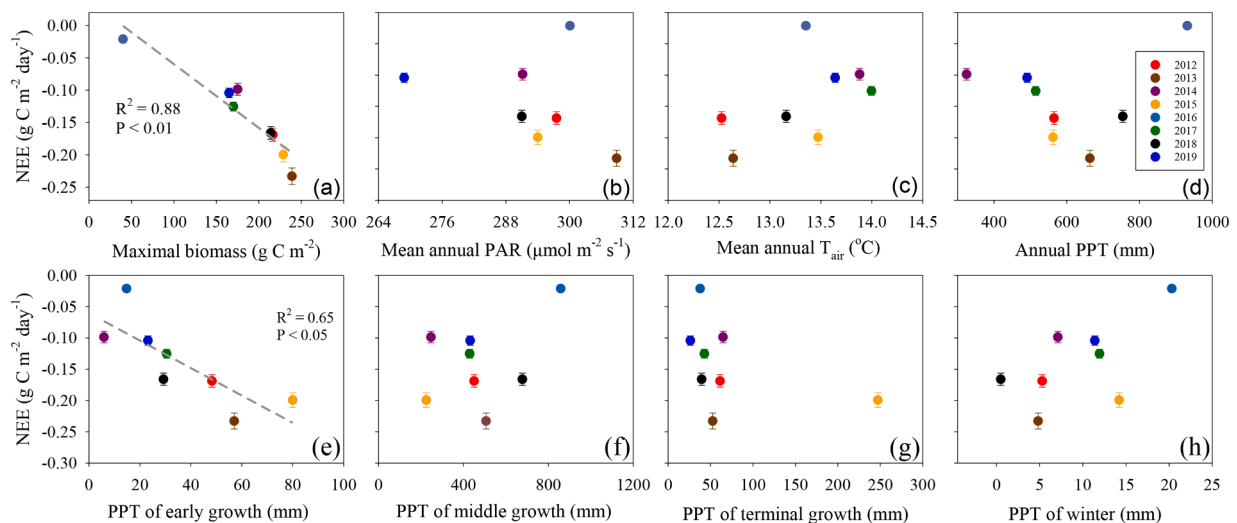 NEE (g C m⁻² day⁻¹)
0.00
-0.05
-0.10
-0.15
-0.20
-0.25
R² = 0.88
P < 0.01
(a)
0 50 100 150 200 250 300
Maximal biomass (g C m⁻²)
(b)
264 276 288 300 312
Mean annual PAR (μmol m⁻² s⁻¹)
(c)
12.0 12.5 13.0 13.5 14.0 14.5
Mean annual Tair (°C)
2012
2013
2014
2015
2016
2017
2018
2019
(d)
400 600 800 1000
Annual PPT (mm)
NEE (g C m⁻² day⁻¹)
0.00
-0.05
-0.10
-0.15
-0.20
-0.25
-0.30
R² = 0.65
P < 0.05
(e)
0 20 40 60 80 100
PPT of early growth (mm)
(f)
0 400 800 1200
PPT of middle growth (mm)
(g)
0 50 100 150 200 250 300
PPT of terminal growth (mm)
(h)
0 5 10 15 20 25
PPT of winter (mm)